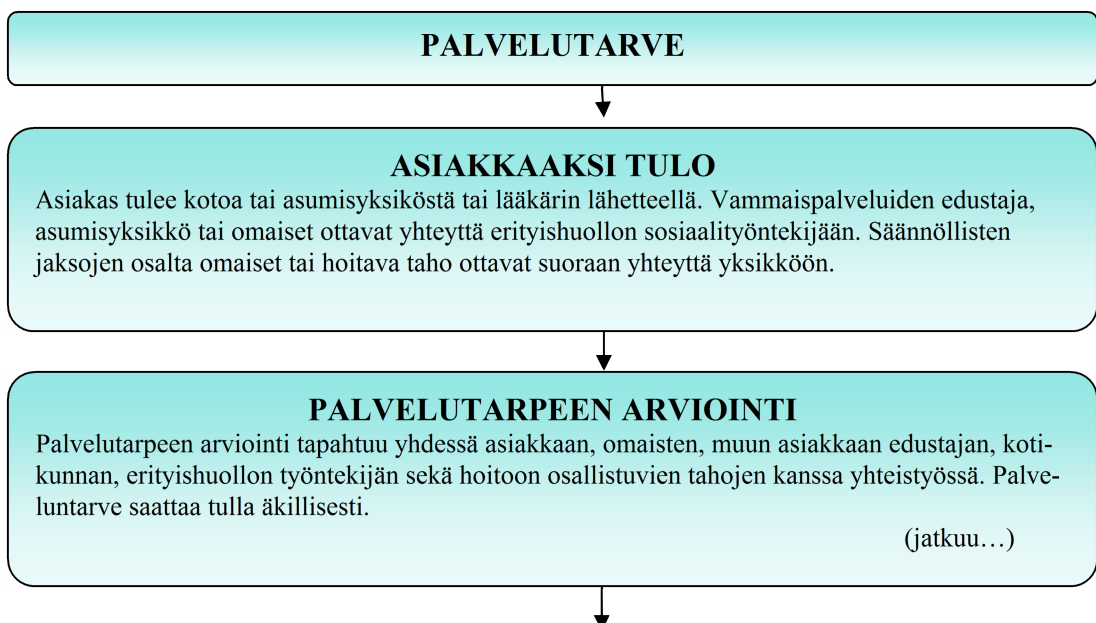 PALVELUTARVE
ASIAKKAAKSI TULO
Asiakas tulee kotoa tai asumisyksiköstä tai lääkärin lähetteellä. Vammaispalveluiden edustaja,
asumisyksikkö tai omaiset ottavat yhteyttä erityishuollon sosiaalityöntekijään. Säännöllisten
jaksojen osalta omaiset tai hoitava taho ottavat suoraan yhteyttä yksikköön.
PALVELUTARPEEN ARVIOINTI
Palvelutarpeen arviointi tapahtuu yhdessä asiakkaan, omaisten, muun asiakkaan edustajan, koti-
kunnan, erityishuollon työntekijän sekä hoitoon osallistuvien tahojen kanssa yhteistyössä. Palve-
luntarve saattaa tulla äkillisesti.
(jatkuu…)